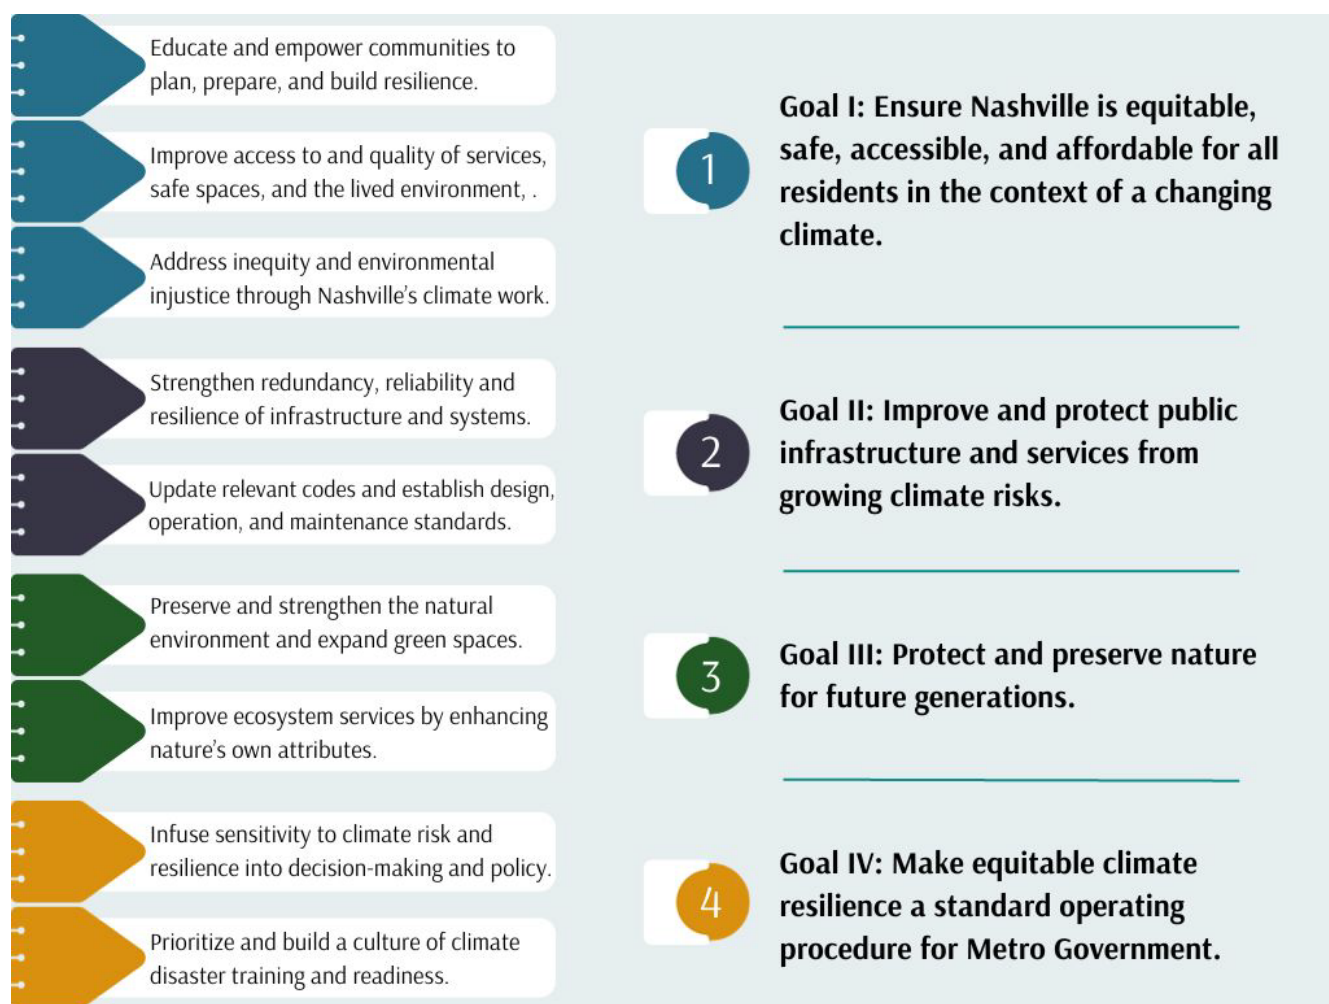 Educate and empower communities to
plan, prepare, and build resilience.
Improve access to and quality of services,
safe spaces, and the lived environment, .
Address inequity and environmental
injustice through Nashville’s climate work.
1
Goal I: Ensure Nashville is equitable,
safe, accessible, and affordable for all
residents in the context of a changing
climate.
Strengthen redundancy, reliability and
resilience of infrastructure and systems.
Update relevant codes and establish design,
operation, and maintenance standards.
2
Goal II: Improve and protect public
infrastructure and services from
growing climate risks.
Preserve and strengthen the natural
environment and expand green spaces.
Improve ecosystem services by enhancing
nature’s own attributes.
3
Goal III: Protect and preserve nature
for future generations.
Infuse sensitivity to climate risk and
resilience into decision-making and policy.
Prioritize and build a culture of climate
disaster training and readiness.
4
Goal IV: Make equitable climate
resilience a standard operating
procedure for Metro Government.